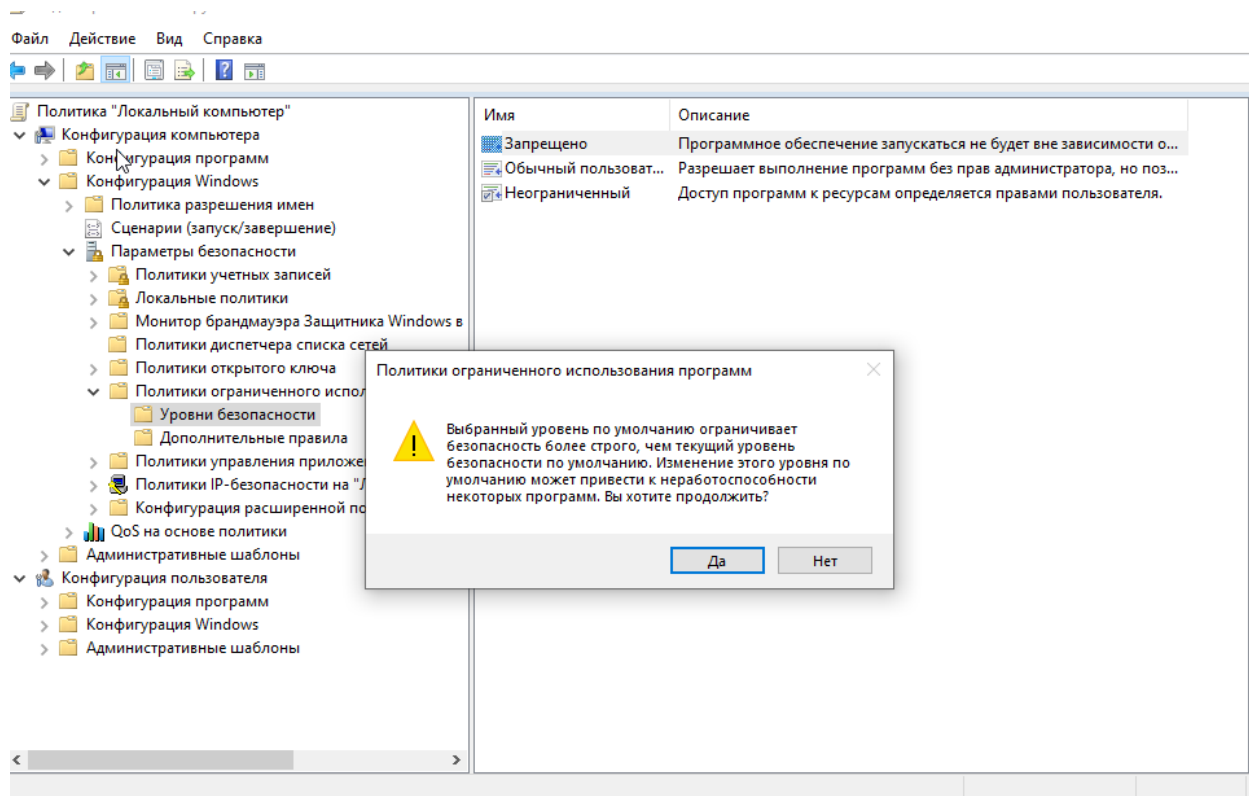 Файл Действие Вид Справка
Политика "Локальный компьютер"
Конфигурация компьютера
Конфигурация программ
Конфигурация Windows
Политика разрешения имен
Сценарии (запуск/завершение)
Параметры безопасности
Политики учетных записей
Локальные политики
Монитор брандмауэра Защитника Windows в
Политики диспетчера списка сетей
Политики открытого ключа
Политики ограниченного испол
Уровни безопасности
Дополнительные правила
Политики управления приложе
Политики IP-безопасности на "Л
Конфигурация расширенной по
QoS на основе политики
Административные шаблоны
Конфигурация пользователя
Конфигурация программ
Конфигурация Windows
Административные шаблоны
Имя Описание
Запрещено Программное обеспечение запускаться не будет вне зависимости о...
Обычный пользоват... Разрешает выполнение программ без прав администратора, но поз...
Неограниченный Доступ программ к ресурсам определяется правами пользователя.
Политики ограниченного использования программ
Выбранный уровень по умолчанию ограничивает
безопасность более строго, чем текущий уровень
безопасности по умолчанию. Изменение этого уровня по
умолчанию может привести к неработоспособности
некоторых программ. Вы хотите продолжить?
Да Нет